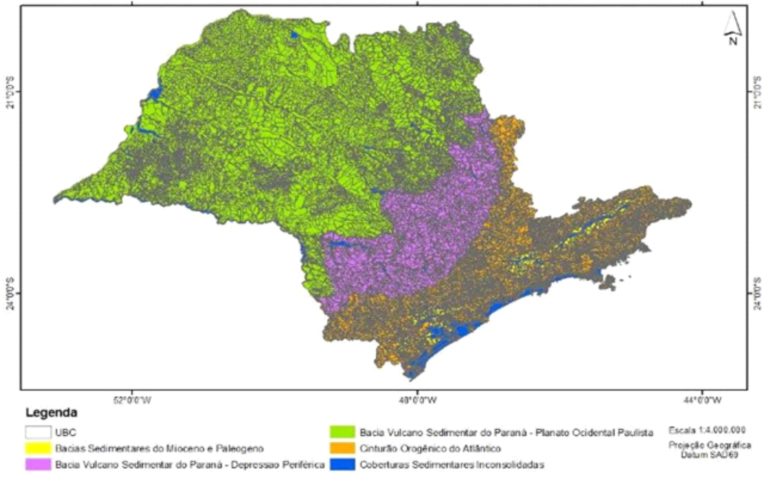 N
21°0'0"S
21°0'0"S
24°0'0"S
24°0'0"S
52°0'0"W
48°0'0"W
44°0'0"W
Legenda
UBC
Bacias Sedimentares do Mioceno e Paleogeno
Bacia Vulcano Sedimentar do Paraná - Depressao Periférica
Bacia Vulcano Sedimentar do Paraná - Planato Ocidental Paulista
Cinturão Orogênico do Atlântico
Coberturas Sedimentares Inconsolidadas
Escala 1:4.000.000
Projeção Geográfica
Datum SAD69